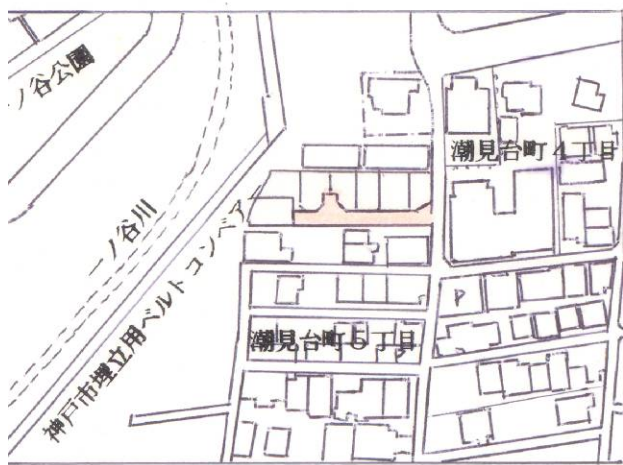 ノ谷公園
一ノ谷川
神戸市埋立用ベルトコンベアー
潮見台町4丁目
潮見台町5丁目
P